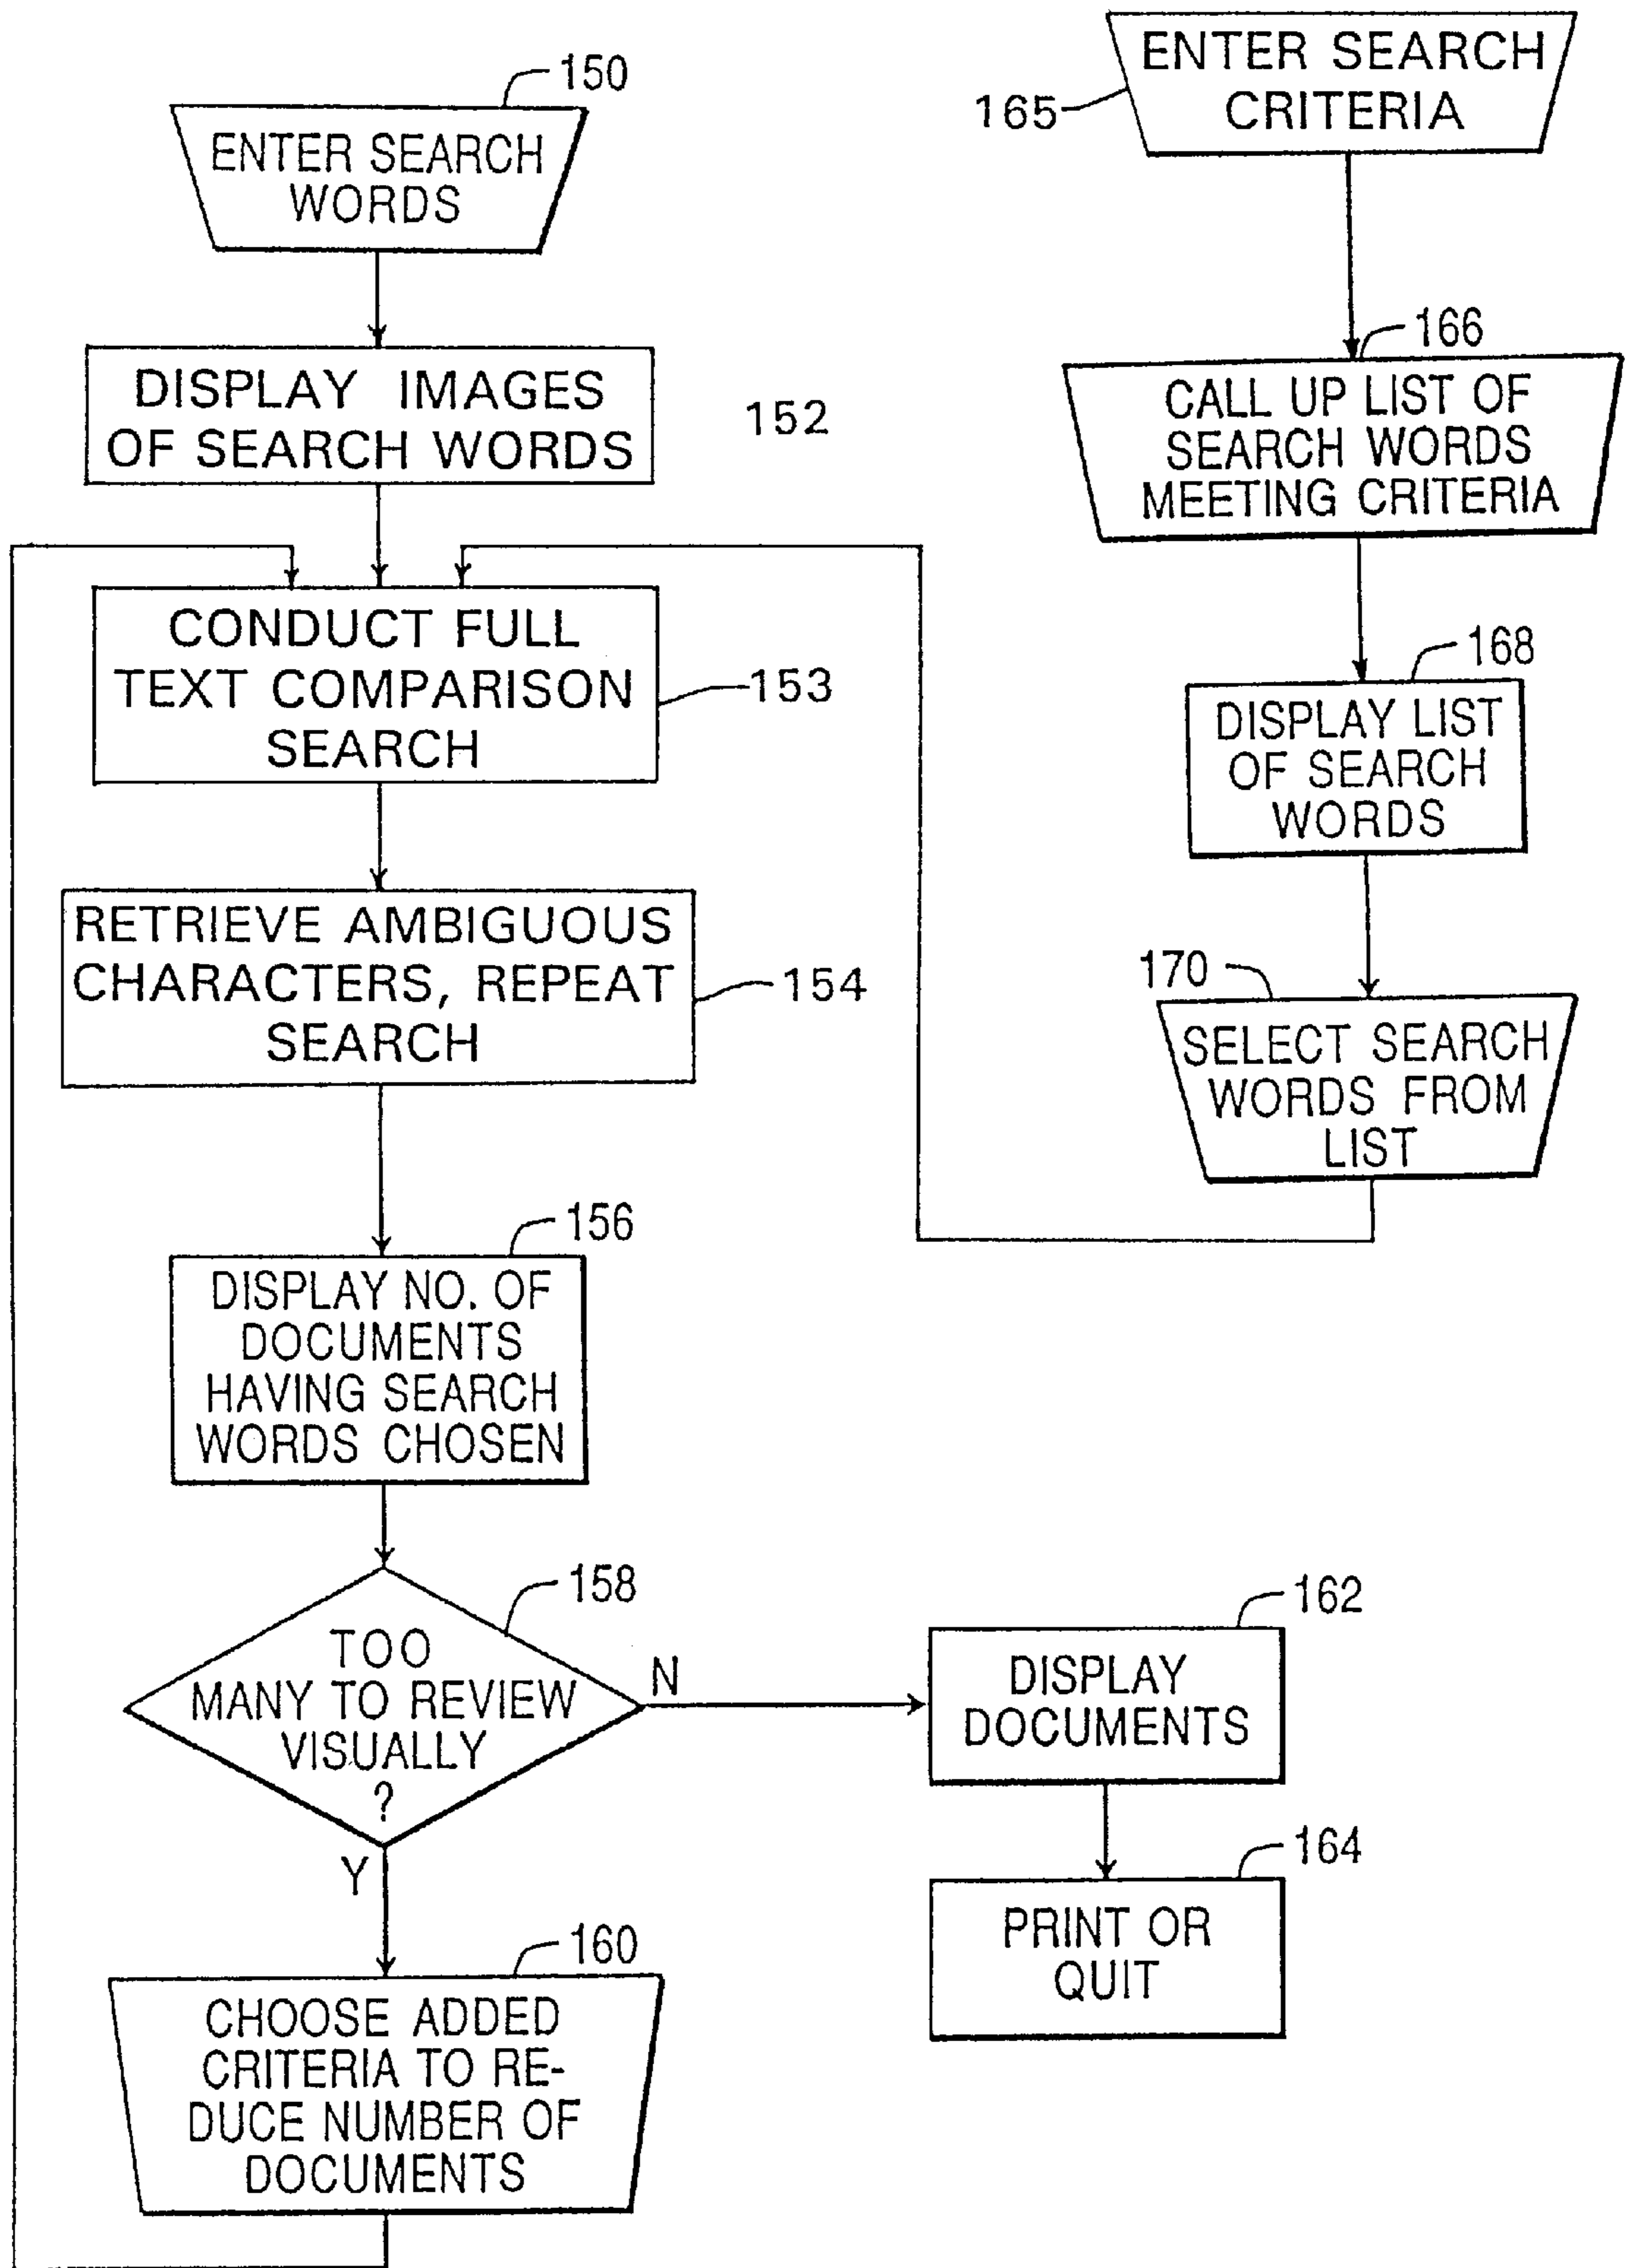 150
ENTER SEARCH
WORDS
DISPLAY IMAGES
OF SEARCH WORDS
152
CONDUCT FULL
TEXT COMPARISON
SEARCH
153
RETRIEVE AMBIGUOUS
CHARACTERS, REPEAT
SEARCH
154
156
DISPLAY NO. OF
DOCUMENTS
HAVING SEARCH
WORDS CHOSEN
158
TOO
MANY TO REVIEW
VISUALLY
?
N
Y
160
CHOOSE ADDED
CRITERIA TO RE-
DUCE NUMBER OF
DOCUMENTS
162
DISPLAY
DOCUMENTS
164
PRINT OR
QUIT
165
ENTER SEARCH
CRITERIA
166
CALL UP LIST OF
SEARCH WORDS
MEETING CRITERIA
168
DISPLAY LIST
OF SEARCH
WORDS
170
SELECT SEARCH
WORDS FROM
LIST